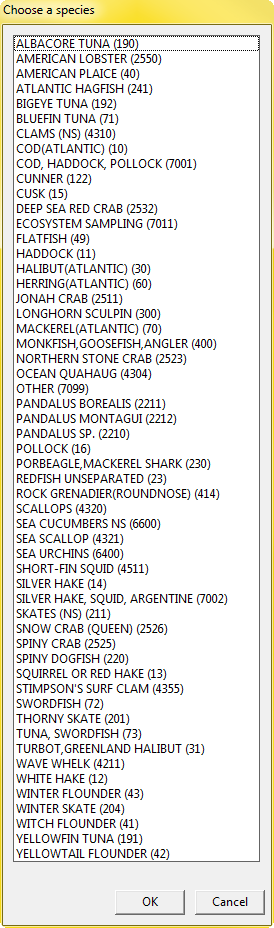 Choose a species
ALBACORE TUNA (190)
AMERICAN LOBSTER (2550)
AMERICAN PLAICE (40)
ATLANTIC HAGFISH (241)
BIGEYE TUNA (192)
BLUEFIN TUNA (71)
CLAMS (NS) (4310)
COD(ATLANTIC) (10)
COD, HADDOCK, POLLOCK (7001)
CUNNER (122)
CUSK (15)
DEEP SEA RED CRAB (2532)
ECOSYSTEM SAMPLING (7011)
FLATFISH (49)
HADDOCK (11)
HALIBUT(ATLANTIC) (30)
HERRING(ATLANTIC) (60)
JONAH CRAB (2511)
LONGHORN SCULPIN (300)
MACKEREL(ATLANTIC) (70)
MONKFISH,GOOSEFISH,ANGLER (400)
NORTHERN STONE CRAB (2523)
OCEAN QUAHAUG (4304)
OTHER (7099)
PANDALUS BOREALIS (2211)
PANDALUS MONTAGUI (2212)
PANDALUS SP. (2210)
POLLOCK (16)
PORBEAGLE,MACKEREL SHARK (230)
REDFISH UNSEPARATED (23)
ROCK GRENADIER(ROUNDNOSE) (414)
SCALLOPS (4320)
SEA CUCUMBERS NS (6600)
SEA SCALLOP (4321)
SEA URCHINS (6400)
SHORT-FIN SQUID (4511)
SILVER HAKE (14)
SILVER HAKE, SQUID, ARGENTINE (7002)
SKATES (NS) (211)
SNOW CRAB (QUEEN) (2526)
SPINY CRAB (2525)
SPINY DOGFISH (220)
SQUIRREL OR RED HAKE (13)
STIMPSON'S SURF CLAM (4355)
SWORDFISH (72)
THORNY SKATE (201)
TUNA, SWORDFISH (73)
TURBOT,GREENLAND HALIBUT (31)
WAVE WHELK (4211)
WHITE HAKE (12)
WINTER FLOUNDER (43)
WINTER SKATE (204)
WITCH FLOUNDER (41)
YELLOWFIN TUNA (191)
YELLOWTAIL FLOUNDER (42)
OK Cancel